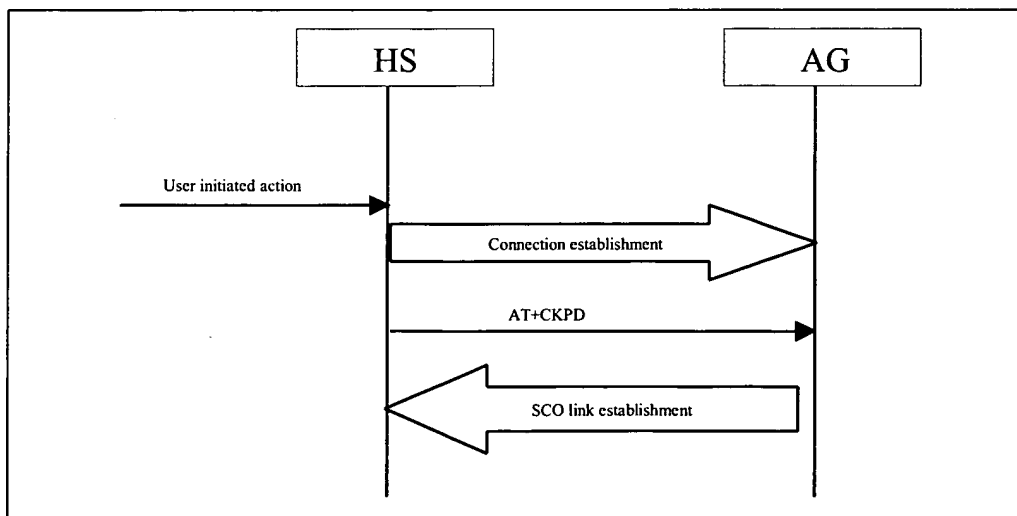 HS
AG
User initiated action
Connection establishment
AT+CKPD
SCO link establishment